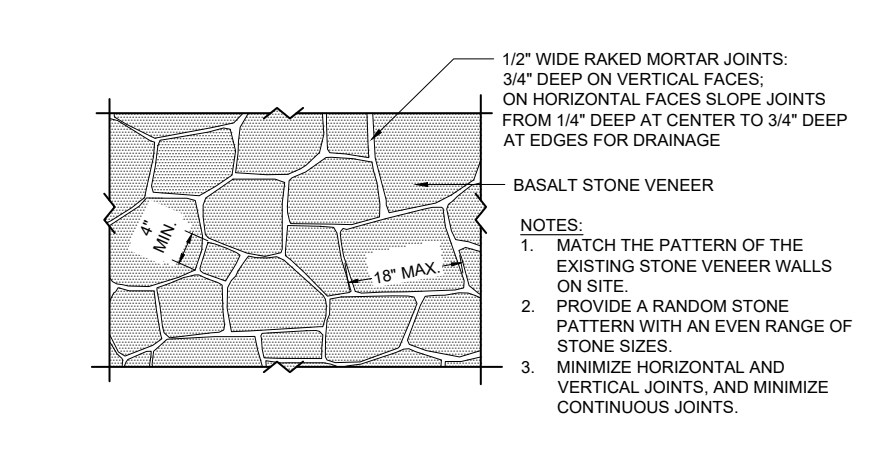 1/2" WIDE RAKED MORTAR JOINTS:
3/4" DEEP ON VERTICAL FACES;
ON HORIZONTAL FACES SLOPE JOINTS
FROM 1/4" DEEP AT CENTER TO 3/4" DEEP
AT EDGES FOR DRAINAGE
BASALT STONE VENEER
4"
MIN.
18" MAX.
NOTES:
1. MATCH THE PATTERN OF THE
EXISTING STONE VENEER WALLS
ON SITE.
2. PROVIDE A RANDOM STONE
PATTERN WITH AN EVEN RANGE OF
STONE SIZES.
3. MINIMIZE HORIZONTAL AND
VERTICAL JOINTS, AND MINIMIZE
CONTINUOUS JOINTS.